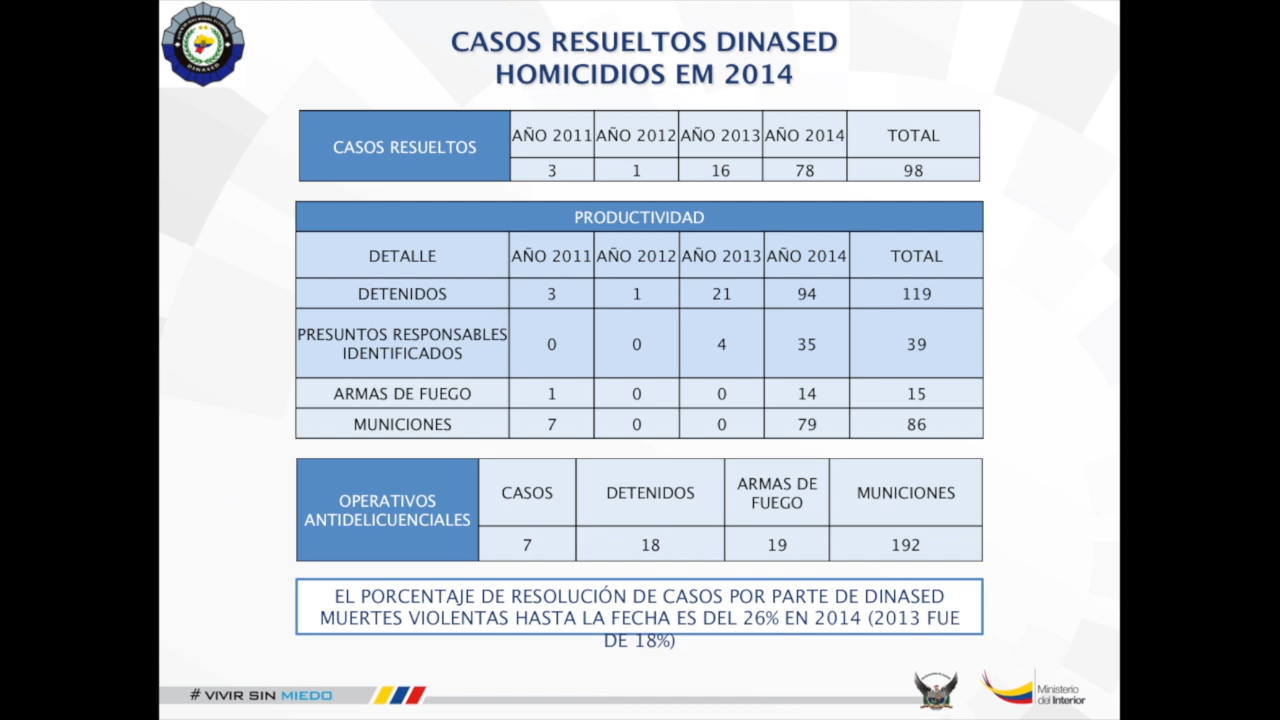 CASOS RESUELTOS DINASED
HOMICIDIOS EM 2014
CASOS RESUELTOS
AÑO 2011 AÑO 2012 AÑO 2013 AÑO 2014 TOTAL
3 1 16 78 98
PRODUCTIVIDAD
DETALLE AÑO 2011 AÑO 2012 AÑO 2013 AÑO 2014 TOTAL
DETENIDOS 3 1 21 94 119
PRESUNTOS RESPONSABLES
IDENTIFICADOS 0 0 4 35 39
ARMAS DE FUEGO 1 0 0 14 15
MUNICIONES 7 0 0 79 86
OPERATIVOS
ANTIDELICUENCIALES
CASOS DETENIDOS ARMAS DE
FUEGO MUNICIONES
7 18 19 192
EL PORCENTAJE DE RESOLUCIÓN DE CASOS POR PARTE DE DINASED
MUERTES VIOLENTAS HASTA LA FECHA ES DEL 26% EN 2014 (2013 FUE
DE 18%)
# VIVIR SIN MIEDO
Ministerio
del Interior
DINASED